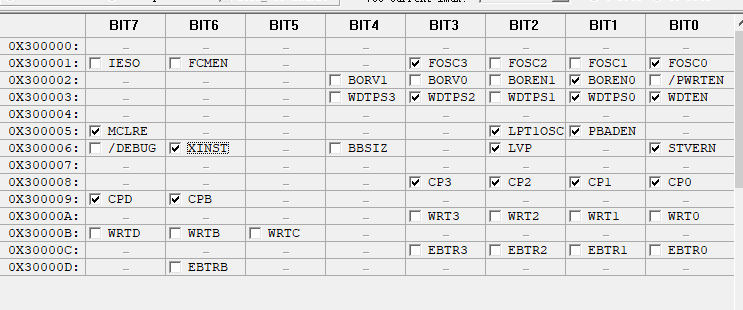 BIT7 BIT6 BIT5 BIT4 BIT3 BIT2 BIT1 BIT0
0X300000: … … … … … … … …
0X300001: IESO FCMEN … … FOSC3 FOSC2 FOSC1 FOSC0
0X300002: … … … BORV1 BORV0 BOREN1 BOREN0 /PWRTEN
0X300003: … … … WDTPS3 WDTPS2 WDTPS1 WDTPS0 WDTEN
0X300004: … … … … … … … …
0X300005: MCLRE … … … … LPT1OSC PBADEN …
0X300006: /DEBUG XINST … BBSIZ … LVP … STVERN
0X300007: … … … … … … … …
0X300008: … … … … CP3 CP2 CP1 CP0
0X300009: CPD CPB … … … … … …
0X30000A: … … … … WRT3 WRT2 WRT1 WRT0
0X30000B: WRTD WRTB WRTC … … … … …
0X30000C: … … … … EBTR3 EBTR2 EBTR1 EBTR0
0X30000D: … EBTRB … … … … … …